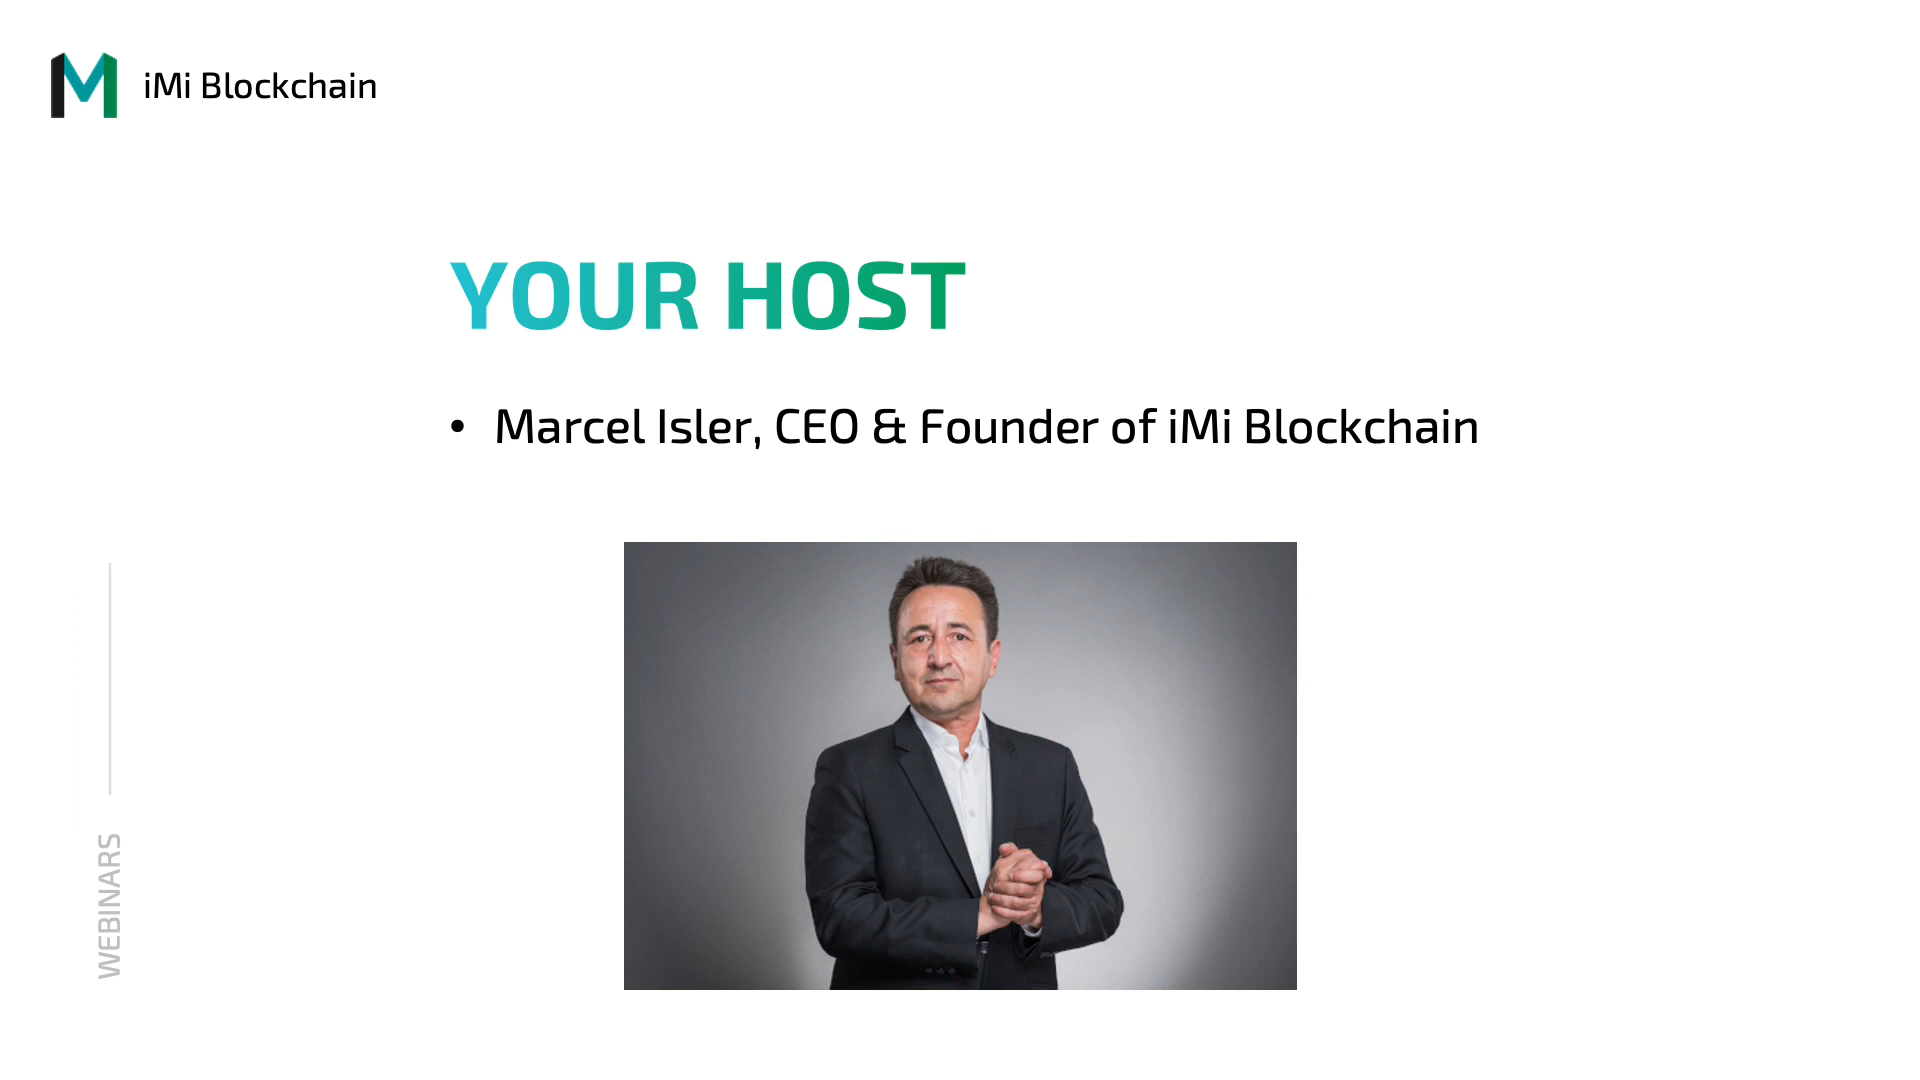 iMi Blockchain
YOUR HOST
• Marcel Isler, CEO & Founder of iMi Blockchain
WEBINARS